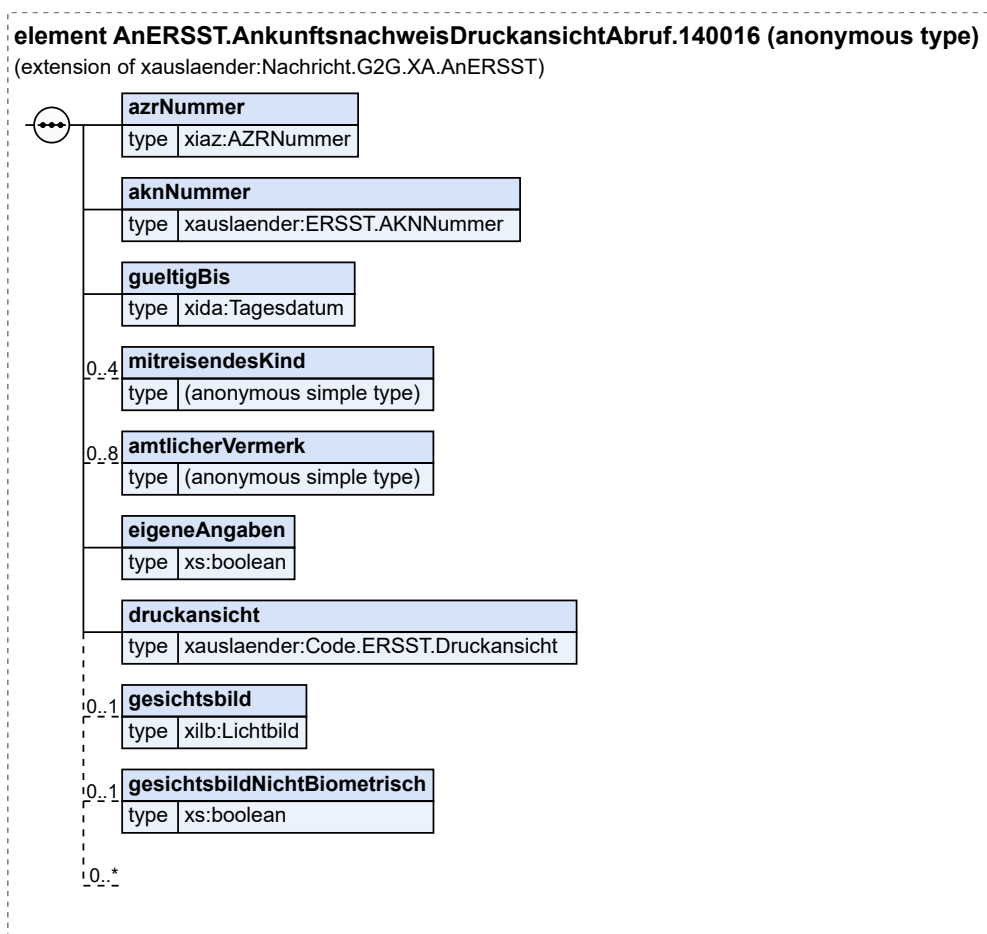 element AnERSST.AnkunftsnachweisDruckansichtAbruf.140016 (anonymous type)
(extension of xauslaender:Nachricht.G2G.XA.AnERSST)
azrNummer
type xiaz:AZRNummer
aknNummer
type xauslaender:ERSST.AKNNummer
gueltigBis
type xida:Tagesdatum
0..4 mitreisendesKind
type (anonymous simple type)
0..8 amtlicherVermerk
type (anonymous simple type)
eigeneAngaben
type xs:boolean
druckansicht
type xauslaender:Code.ERSST.Druckansicht
0..1 gesichtsbild
type xilb:Lichtbild
0..1 gesichtsbildNichtBiometrisch
type xs:boolean
0..*